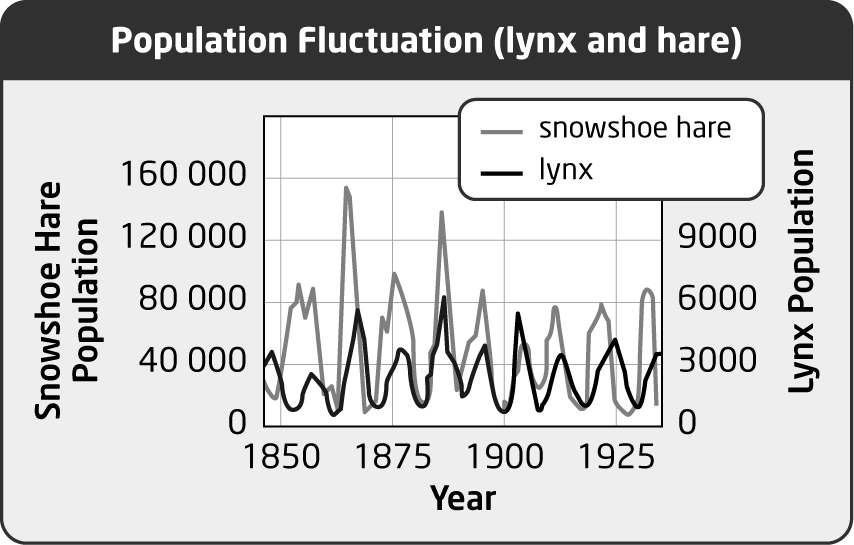 Population Fluctuation (lynx and hare)
snowshoe hare
lynx
Snowshoe Hare
Population
160 000
120 000
80 000
40 000
0
9000
6000
3000
0
Lynx Population
1850 1875 1900 1925
Year